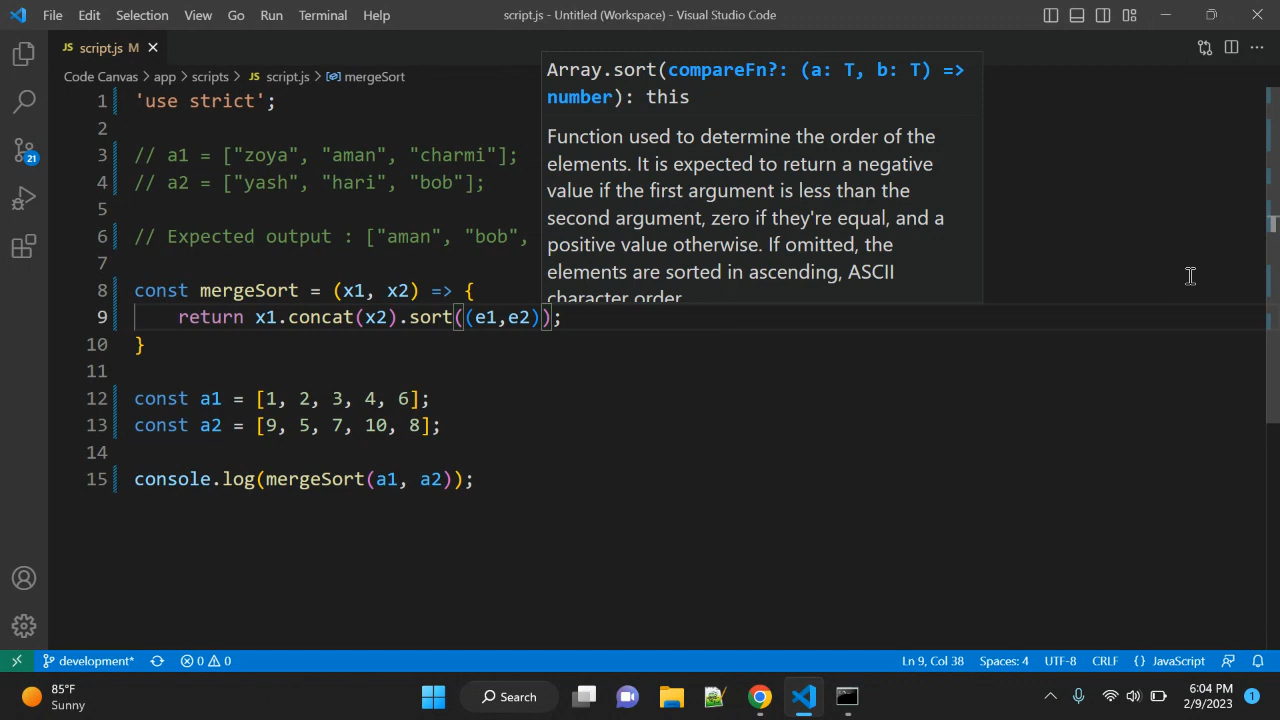 File Edit Selection View Go Run Terminal Help script.js - Untitled (Workspace) - Visual Studio Code
JS script.js M
Code Canvas > app > scripts > JS script.js > mergeSort
1 'use strict';
2
3 // a1 = ["zoya", "aman", "charmi"];
4 // a2 = ["yash", "hari", "bob"];
5
6 // Expected output : ["aman", "bob",
7
8 const mergeSort = (x1, x2) => {
9 return x1.concat(x2).sort((e1,e2));
10 }
11
12 const a1 = [1, 2, 3, 4, 6];
13 const a2 = [9, 5, 7, 10, 8];
14
15 console.log(mergeSort(a1, a2));
Array.sort(compareFn?: (a: T, b: T) =>
number): this
Function used to determine the order of the
elements. It is expected to return a negative
value if the first argument is less than the
second argument, zero if they're equal, and a
positive value otherwise. If omitted, the
elements are sorted in ascending, ASCII
character order.
21
development* 0 0 Ln 9, Col 38 Spaces: 4 UTF-8 CRLF {} JavaScript
85°F
Sunny
Search
6:04 PM
2/9/2023
1